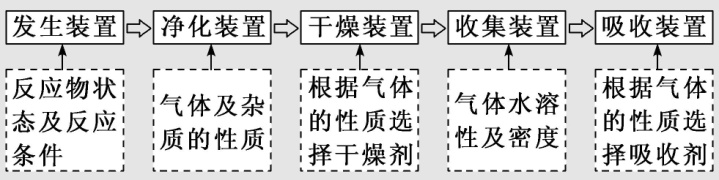 发生装置 净化装置 干燥装置 收集装置 吸收装置
反应物状
态及反应
条件
气体及杂
质的性质
根据气体
的性质选
择干燥剂
气体水溶
性及密度
根据气体
的性质选
择吸收剂